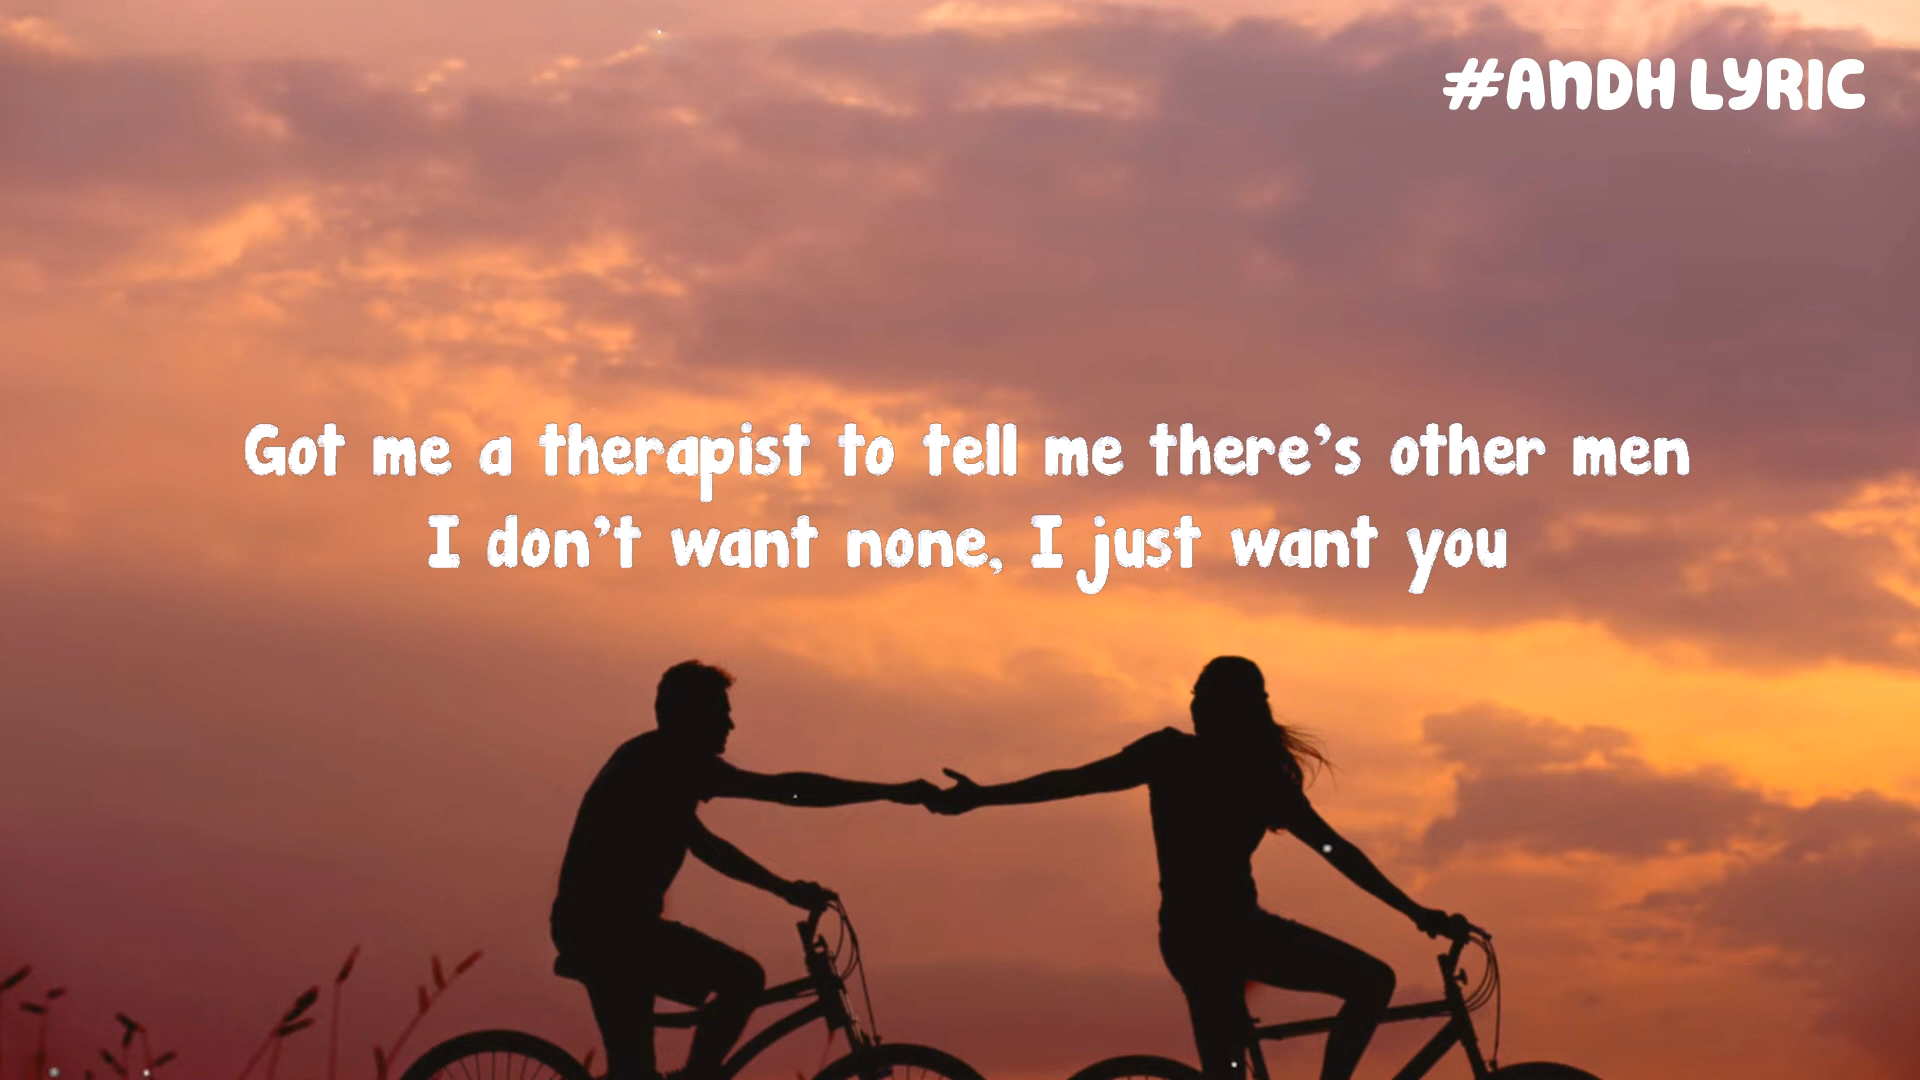 #ANDH LYRIC
Got me a therapist to tell me there's other men
I don't want none, I just want you